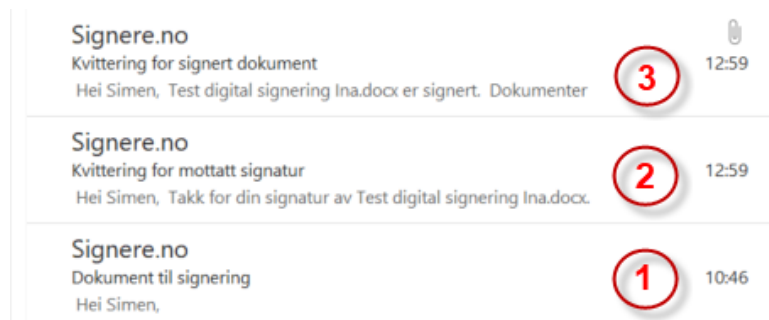 Signere.no
Kvittering for signert dokument
12:59
Hei Simen, Test digital signering Ina.docx er signert. Dokumenter
3
Signere.no
Kvittering for mottatt signatur
12:59
Hei Simen, Takk for din signatur av Test digital signering Ina.docx.
2
Signere.no
Dokument til signering
10:46
Hei Simen,
1